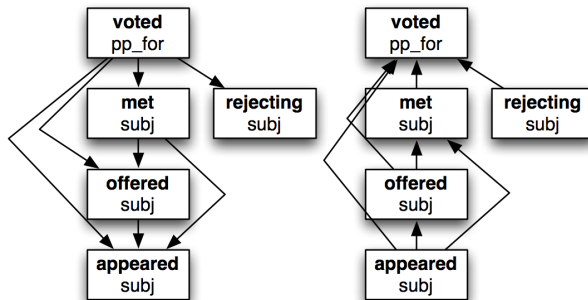 voted
pp_for
met
subj
rejecting
subj
offered
subj
appeared
subj
voted
pp_for
met
subj
rejecting
subj
offered
subj
appeared
subj